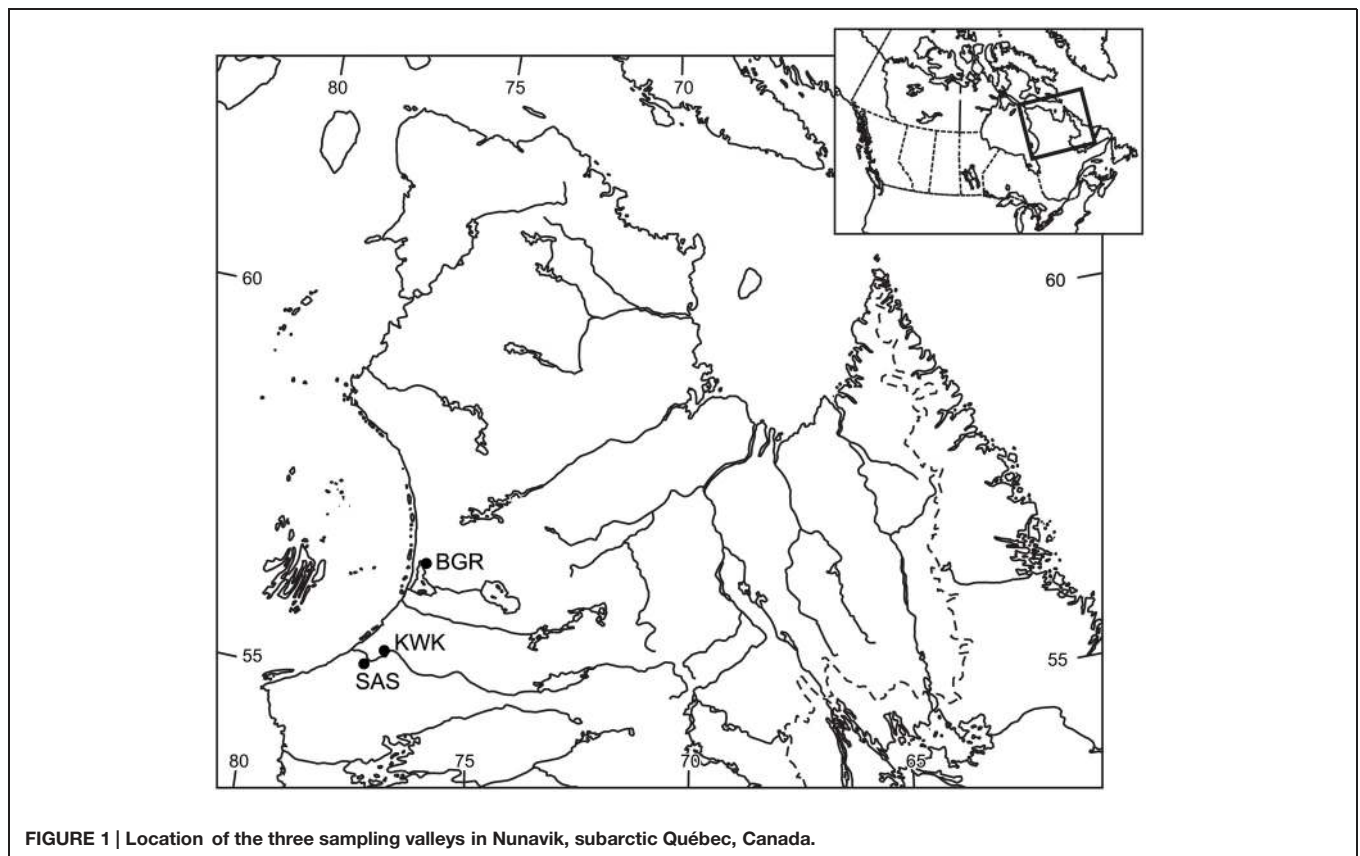 80 75 70
60 60
BGR
KWK
55 55
SAS
80 75 70 65
FIGURE 1 | Location of the three sampling valleys in Nunavik, subarctic Québec, Canada.